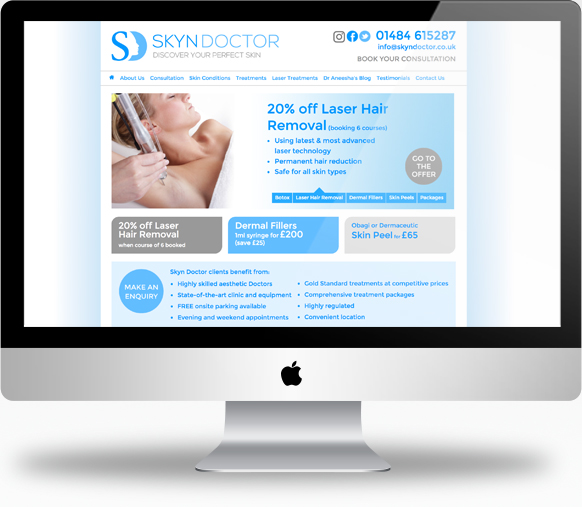 SKYN DOCTOR
DISCOVER YOUR PERFECT SKIN
01484 615287
info@skyndoctor.co.uk
BOOK YOUR CONSULTATION
About Us Consultation Skin Conditions Treatments Laser Treatments Dr Aneesha's Blog Testimonials Contact Us
20% off Laser Hair
Removal (booking 6 courses)
• Using latest & most advanced
laser technology
• Permanent hair reduction
• Safe for all skin types
GO TO
THE
OFFER
Botox Laser Hair Removal Dermal Fillers Skin Peels Packages
20% off Laser
Hair Removal
when course of 6 booked
Dermal Fillers
1ml syringe for £200
(save £25)
Obagi or Dermaceutic
Skin Peel for £65
MAKE AN
ENQUIRY
Skyn Doctor clients benefit from:
• Highly skilled aesthetic Doctors
• State-of-the-art clinic and equipment
• FREE onsite parking available
• Evening and weekend appointments
• Gold Standard treatments at competitive prices
• Comprehensive treatment packages
• Highly regulated
• Convenient location